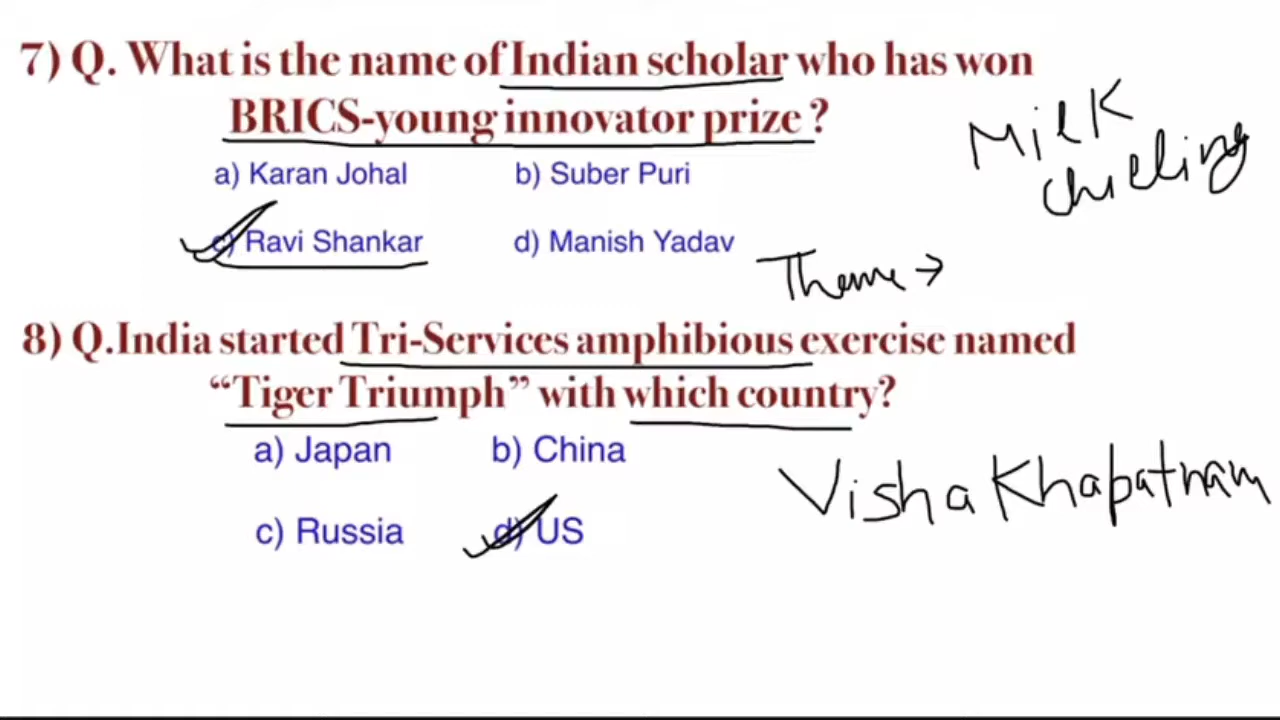 7) Q. What is the name of Indian scholar who has won
BRICS-young innovator prize ?
a) Karan Johal b) Suber Puri
c) Ravi Shankar d) Manish Yadav
Milk
chilling
Theme →
8) Q.India started Tri-Services amphibious exercise named
“Tiger Triumph” with which country?
a) Japan b) China
c) Russia d) US
Vishakhapatnam